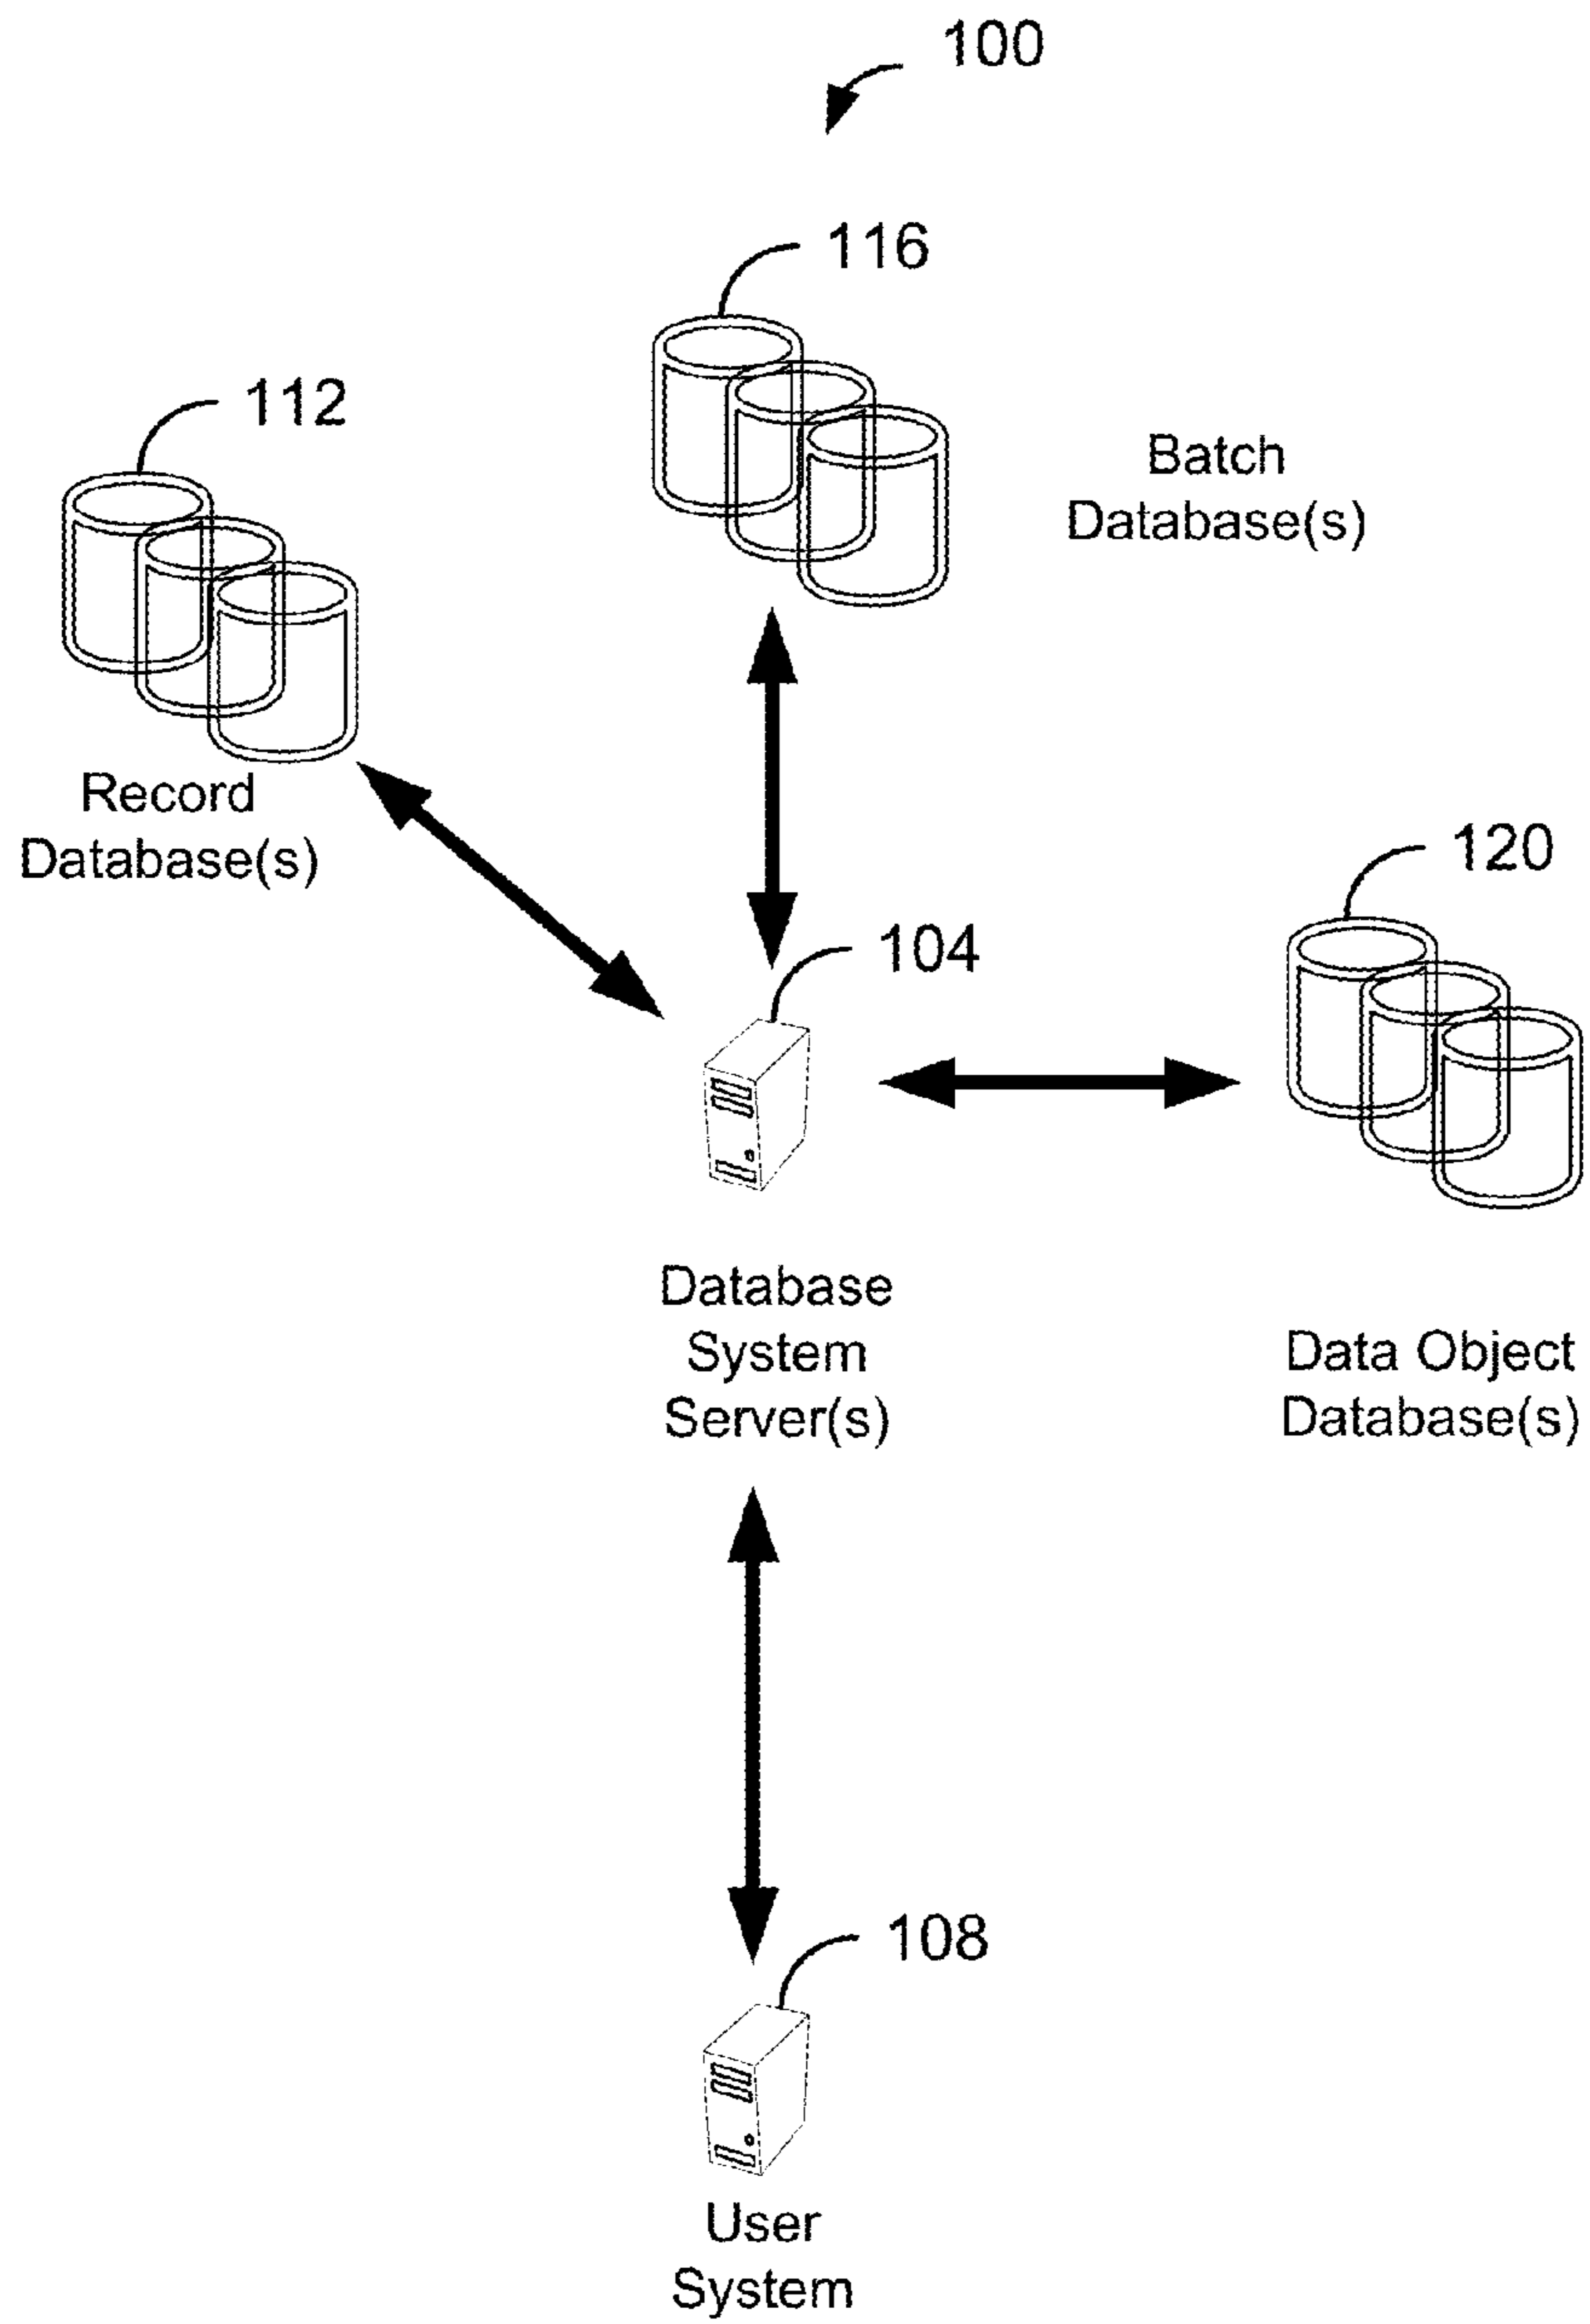 100
116
112
Batch
Database(s)
Record
Database(s)
120
104
Database
System
Server(s)
Data Object
Database(s)
108
User
System